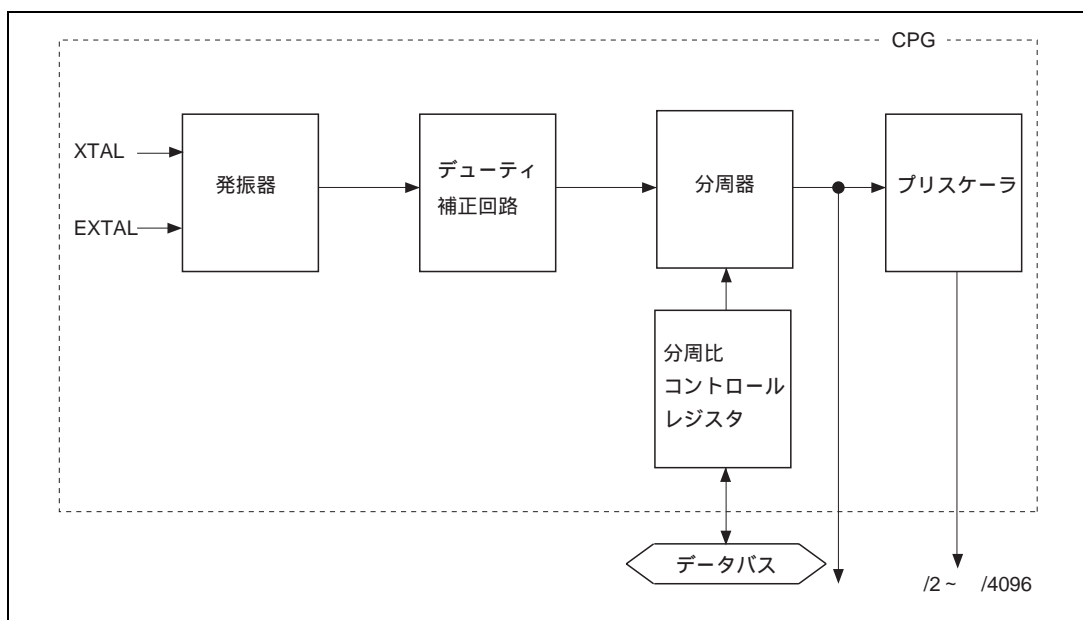 CPG
XTAL
EXTAL
発振器
デューティ
補正回路
分周器
プリスケーラ
分周比
コントロール
レジスタ
データバス
/2 ~ /4096